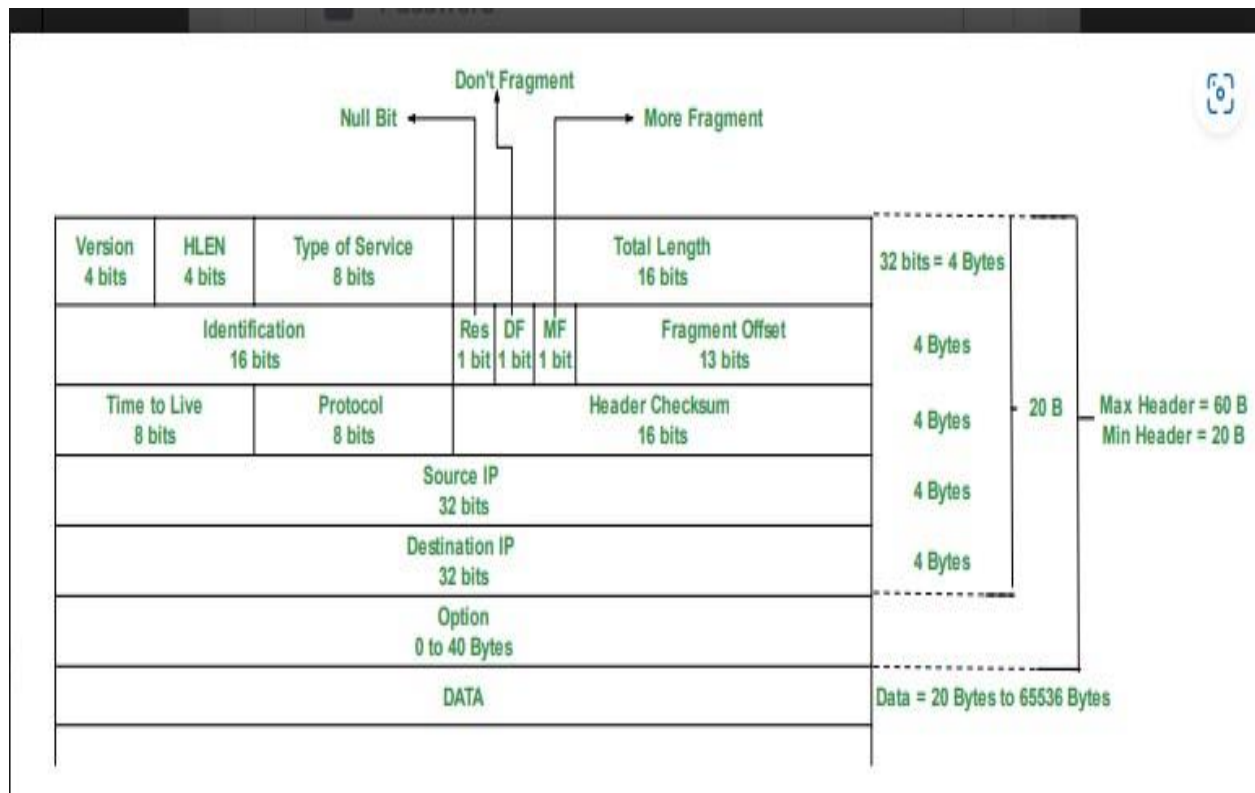 Don't Fragment
Null Bit
More Fragment
Version
4 bits
HLEN
4 bits
Type of Service
8 bits
Total Length
16 bits
32 bits = 4 Bytes
Identification
16 bits
Res
1 bit
DF
1 bit
MF
1 bit
Fragment Offset
13 bits
4 Bytes
Time to Live
8 bits
Protocol
8 bits
Header Checksum
16 bits
4 Bytes
20 B
Max Header = 60 B
Min Header = 20 B
Source IP
32 bits
4 Bytes
Destination IP
32 bits
4 Bytes
Option
0 to 40 Bytes
DATA
Data = 20 Bytes to 65536 Bytes